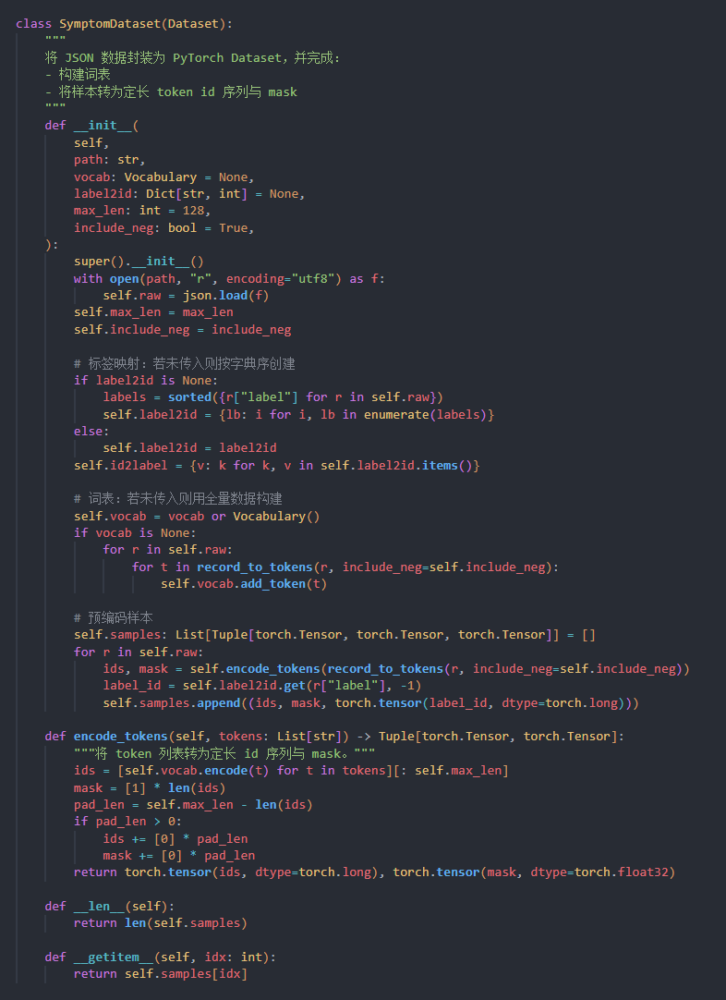 class SymptomDataset(Dataset):
    """
    将 JSON 数据封装为 PyTorch Dataset，并完成：
    - 构建词表
    - 将样本转为定长 token id 序列与 mask
    """
    def __init__(
        self,
        path: str,
        vocab: Vocabulary = None,
        label2id: Dict[str, int] = None,
        max_len: int = 128,
        include_neg: bool = True,
    ):
        super().__init__()
        with open(path, "r", encoding="utf8") as f:
            self.raw = json.load(f)
        self.max_len = max_len
        self.include_neg = include_neg

        # 标签映射：若未传入则按字典序创建
        if label2id is None:
            labels = sorted({r["label"] for r in self.raw})
            self.label2id = {lb: i for i, lb in enumerate(labels)}
        else:
            self.label2id = label2id
        self.id2label = {v: k for k, v in self.label2id.items()}

        # 词表：若未传入则用全量数据构建
        self.vocab = vocab or Vocabulary()
        if vocab is None:
            for r in self.raw:
                for t in record_to_tokens(r, include_neg=self.include_neg):
                    self.vocab.add_token(t)

        # 预编码样本
        self.samples: List[Tuple[torch.Tensor, torch.Tensor, torch.Tensor]] = []
        for r in self.raw:
            ids, mask = self.encode_tokens(record_to_tokens(r, include_neg=self.include_neg))
            label_id = self.label2id.get(r["label"], -1)
            self.samples.append((ids, mask, torch.tensor(label_id, dtype=torch.long)))

    def encode_tokens(self, tokens: List[str]) -> Tuple[torch.Tensor, torch.Tensor]:
        """将 token 列表转为定长 id 序列与 mask。"""
        ids = [self.vocab.encode(t) for t in tokens][: self.max_len]
        mask = [1] * len(ids)
        pad_len = self.max_len - len(ids)
        if pad_len > 0:
            ids += [0] * pad_len
            mask += [0] * pad_len
        return torch.tensor(ids, dtype=torch.long), torch.tensor(mask, dtype=torch.float32)

    def __len__(self):
        return len(self.samples)

    def __getitem__(self, idx: int):
        return self.samples[idx]